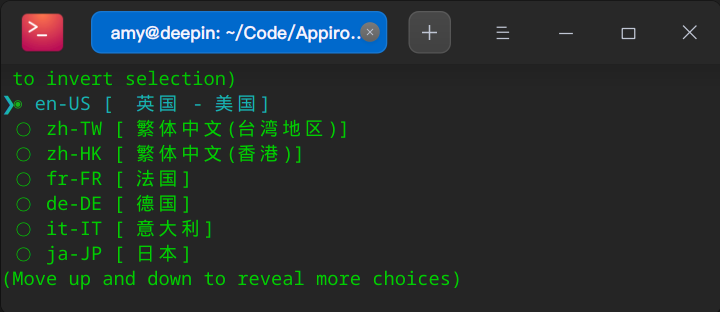 amy@deepin: ~/Code/Appiro..
to invert selection)
❯◉ en-US [ 英国 - 美国]
◯ zh-TW [ 繁体中文(台湾地区)]
◯ zh-HK [ 繁体中文(香港)]
◯ fr-FR [ 法国]
◯ de-DE [ 德国]
◯ it-IT [ 意大利]
◯ ja-JP [ 日本]
(Move up and down to reveal more choices)